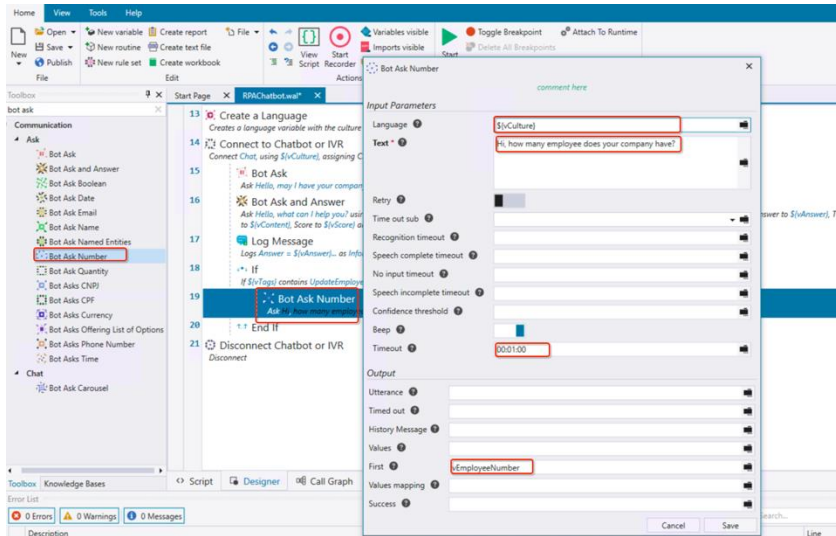 Home View Tools Help
New
Open
Save
Publish
File
New variable
New routine
New rule set
Create report
Create text file
Create workbook
Edit
File
View Script
Start Recorder
Actions
Variables visible
Imports visible
Start
Toggle Breakpoint
Delete All Breakpoints
Attach To Runtime
Toolbox
bot ask
Communication
Ask
Bot Ask
Bot Ask and Answer
Bot Ask Boolean
Bot Ask Date
Bot Ask Email
Bot Ask Name
Bot Ask Named Entities
Bot Ask Number
Bot Ask Quantity
Bot Asks CNPJ
Bot Asks CPF
Bot Asks Currency
Bot Asks Offering List of Options
Bot Asks Phone Number
Bot Asks Time
Chat
Bot Ask Carousel
Toolbox Knowledge Bases
Start Page RPAChatbot.wal*
13 Create a Language
Creates a language variable with the culture
14 Connect to Chatbot or IVR
Connect Chat, using ${vCulture}, assigning C
15 Bot Ask
Ask Hello, may I have your compan
16 Bot Ask and Answer
Ask Hello, what can I help you? usin
to ${vContent}, Score to ${vScore} a
17 Log Message
Logs Answer = ${vAnswer}... as Info
18 If
If ${vTags} contains UpdateEmploye
19 Bot Ask Number
Ask Hi, how many employe
20 End If
21 Disconnect Chatbot or IVR
Disconnect
Script Designer Call Graph
Bot Ask Number
comment here
Input Parameters
Language ${vCulture}
Text * Hi, how many employee does your company have?
Retry
Time out sub
Recognition timeout
Speech complete timeout
No input timeout
Speech incomplete timeout
Confidence threshold
Beep
Timeout 00:01:00
Output
Utterance
Timed out
History Message
Values
First vEmployeeNumber
Values mapping
Success
Cancel Save
nswer to ${vAnswer}, T
Error List
0 Errors 0 Warnings 0 Messages
Search...
Description Line